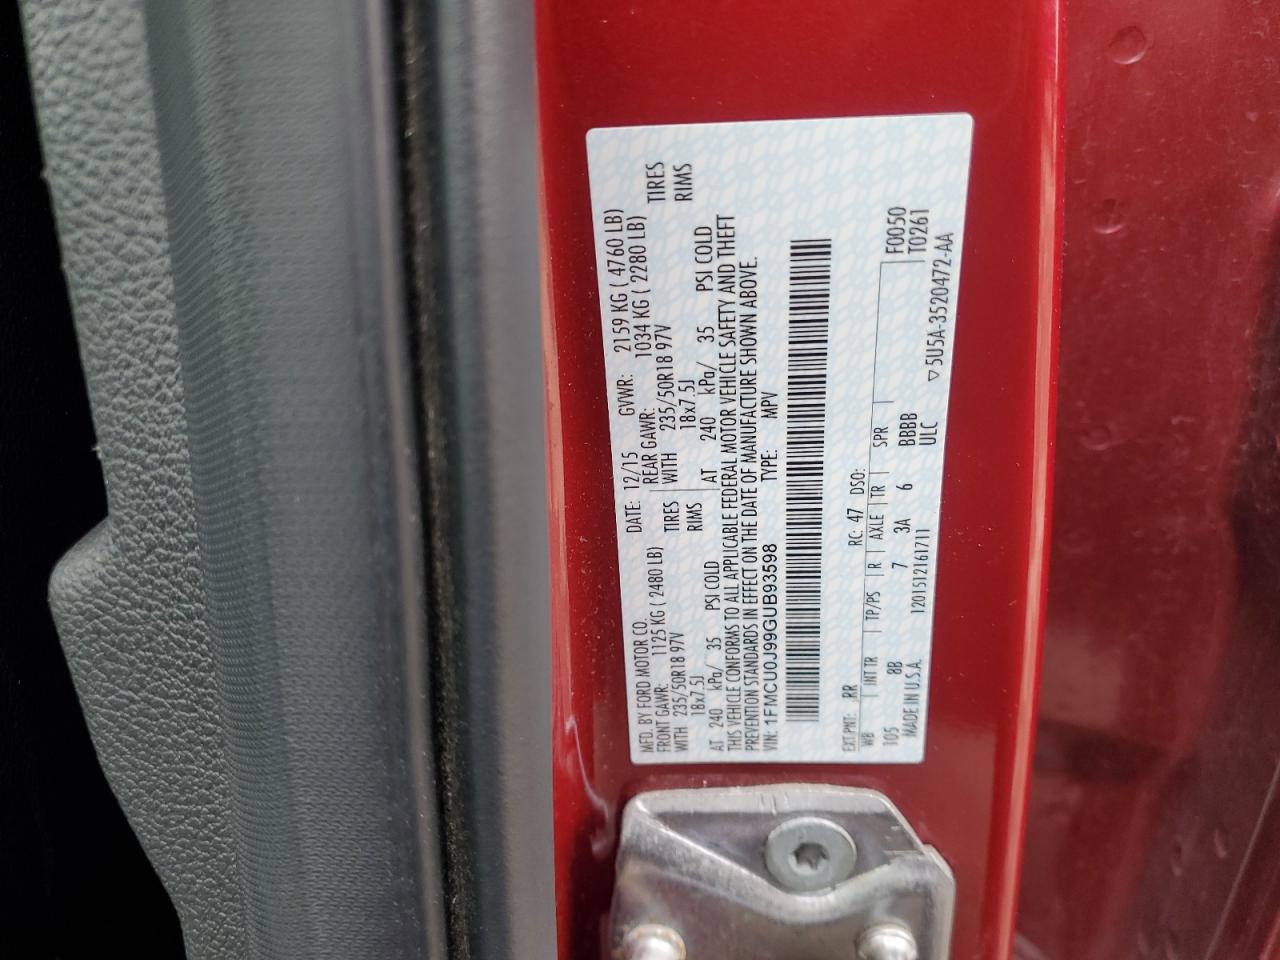 MFD. BY FORD MOTOR CO. DATE: 12/15 GVWR: 2159 KG ( 4760 LB)
FRONT GAWR: 1125 KG ( 2480 LB) REAR GAWR: 1034 KG ( 2280 LB)
WITH 235/50R18 97V TIRES WITH 235/50R18 97V TIRES
18x7.5J RIMS 18x7.5J RIMS
AT 240 kPa/ 35 PSI COLD AT 240 kPa/ 35 PSI COLD
THIS VEHICLE CONFORMS TO ALL APPLICABLE FEDERAL MOTOR VEHICLE SAFETY AND THEFT
PREVENTION STANDARDS IN EFFECT ON THE DATE OF MANUFACTURE SHOWN ABOVE.
VIN: 1FMCU0J99GUB93598 TYPE: MPV
EXT PNT: RR RC: 47 DSO: F0050
WB INT TR TP/PS R AXLE TR SPR T0261
105 8B 7 3A 6 BBBB
MADE IN U.S.A. 1201512161711 ULC ▽5U5A-3520472-AA